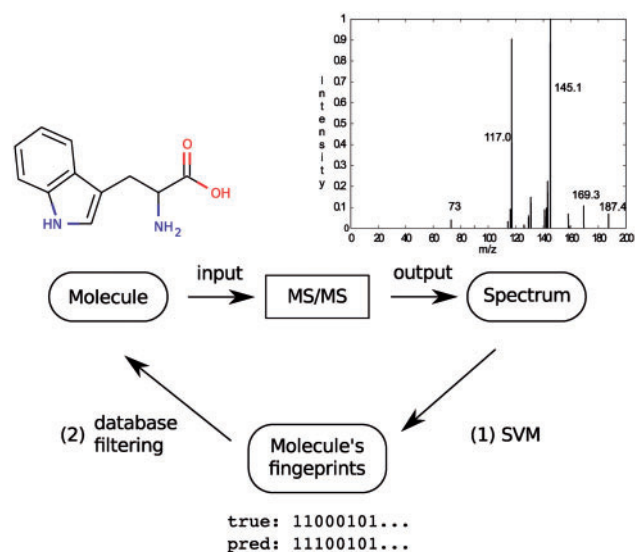 1
0.9
0.8
0.7
0.6
0.5
0.4
0.3
0.2
0.1
0
Intensity
145.1
117.0
73
169.3
187.4
0 20 40 60 80 100 120 140 160 180 200
m/z
O
OH
NH2
HN
Molecule
input
MS/MS
output
Spectrum
(2) database
filtering
Molecule's
fingeprints
(1) SVM
true: 11000101...
pred: 11100101...